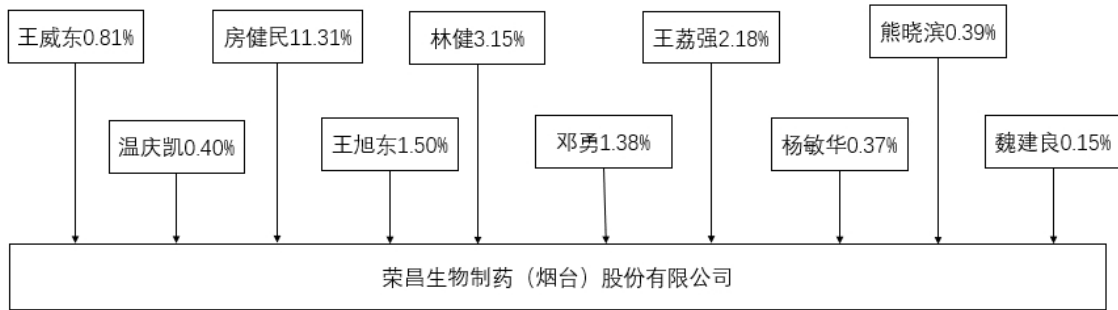 王威东0.81%
房健民11.31%
林健3.15%
王荔强2.18%
熊晓滨0.39%
温庆凯0.40%
王旭东1.50%
邓勇1.38%
杨敏华0.37%
魏建良0.15%
荣昌生物制药（烟台）股份有限公司